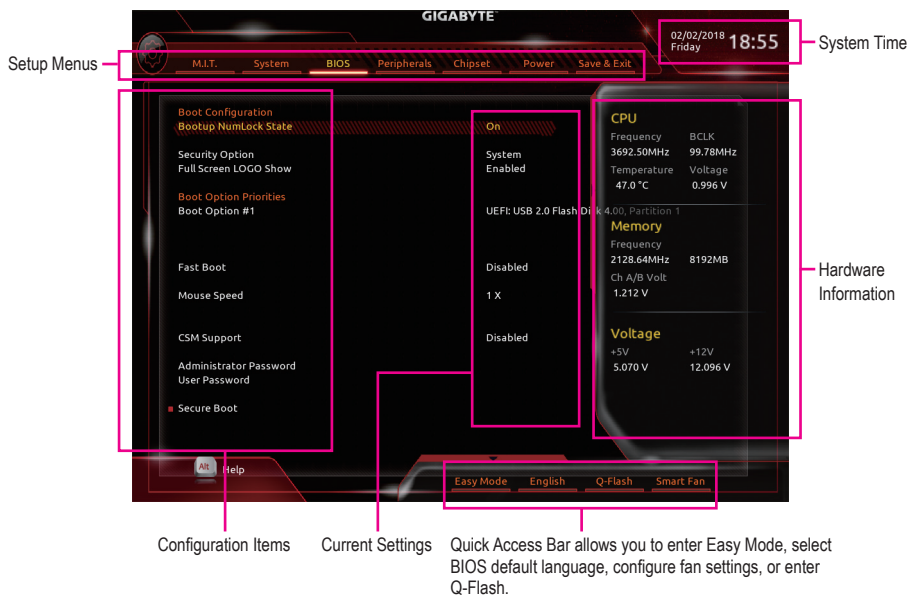 GIGABYTE™
02/02/2018
Friday
18:55
System Time
Setup Menus
M.I.T. System BIOS Peripherals Chipset Power Save & Exit
Boot Configuration
Bootup NumLock State On
Security Option System
Full Screen LOGO Show Enabled
Boot Option Priorities
Boot Option #1 UEFI: USB 2.0 Flash Disk 4.00, Partition 1
Fast Boot Disabled
Mouse Speed 1 X
CSM Support Disabled
Administrator Password
User Password
Secure Boot
CPU
Frequency BCLK
3692.50MHz 99.78MHz
Temperature Voltage
47.0 °C 0.996 V
Memory
Frequency
2128.64MHz 8192MB
Ch A/B Volt
1.212 V
Voltage
+5V +12V
5.070 V 12.096 V
Hardware
Information
Alt Help
Easy Mode English Q-Flash Smart Fan
Configuration Items
Current Settings
Quick Access Bar allows you to enter Easy Mode, select
BIOS default language, configure fan settings, or enter
Q-Flash.